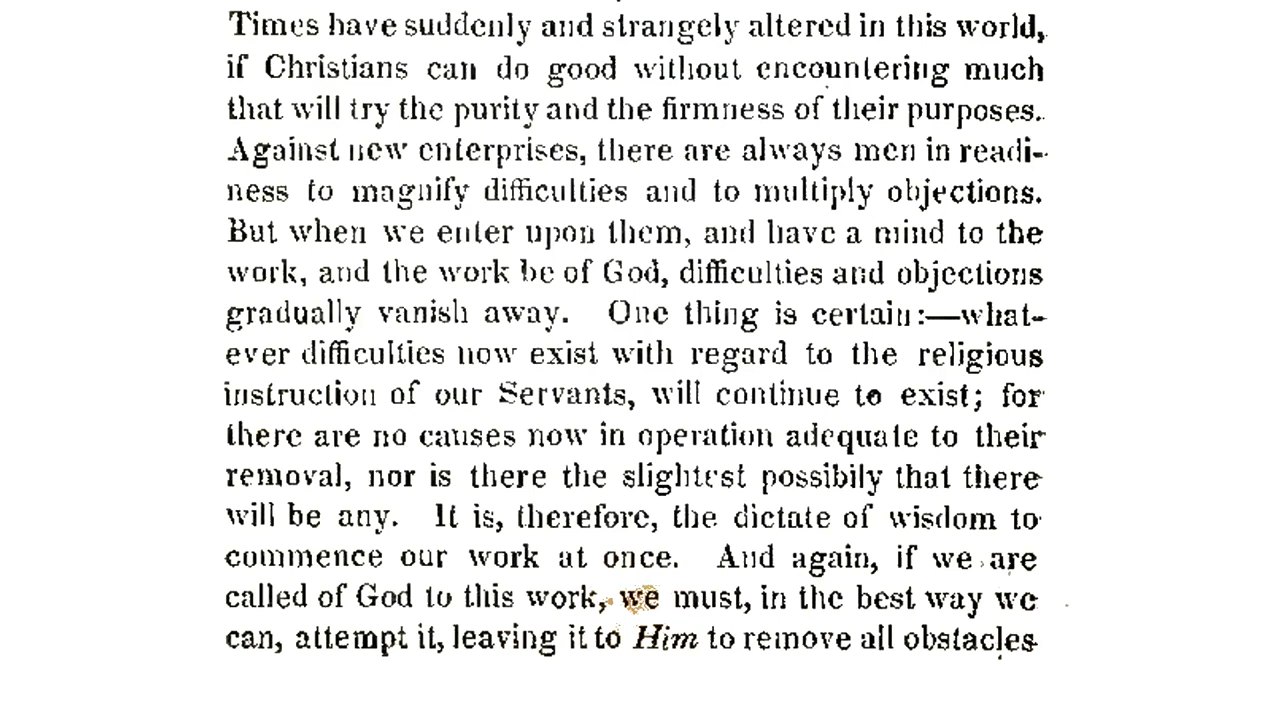 Times have suddenly and strangely altered in this world,
if Christians can do good without encountering much
that will try the purity and the firmness of their purposes.
Against new enterprises, there are always men in readi-
ness to magnify difficulties and to multiply objections.
But when we enter upon them, and have a mind to the
work, and the work be of God, difficulties and objections
gradually vanish away. One thing is certain:—what-
ever difficulties now exist with regard to the religious
instruction of our Servants, will continue to exist; for
there are no causes now in operation adequate to their
removal, nor is there the slightest possibily that there
will be any. It is, therefore, the dictate of wisdom to
commence our work at once. And again, if we are
called of God to this work, we must, in the best way we
can, attempt it, leaving it to Him to remove all obstacles